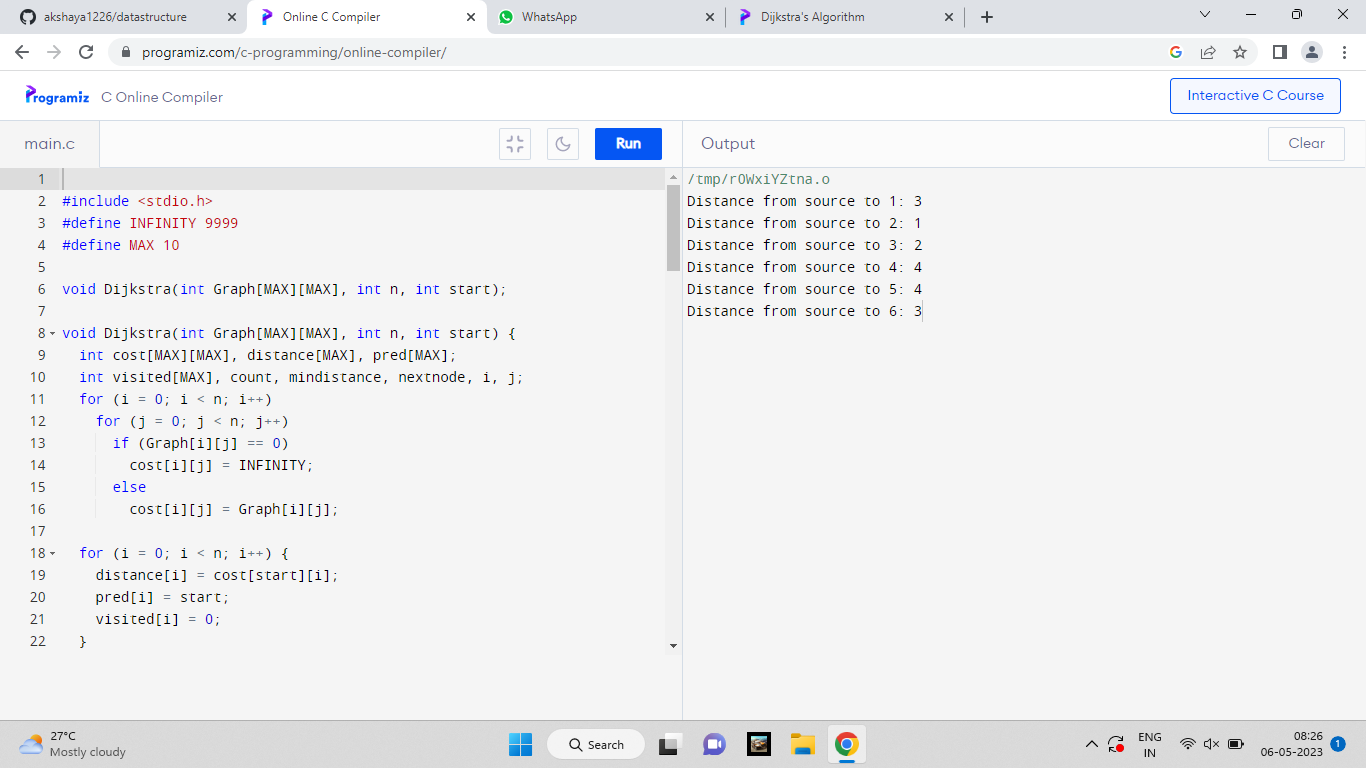 akshaya1226/datastructure
Online C Compiler
WhatsApp
Dijkstra's Algorithm
programiz.com/c-programming/online-compiler/
Programiz C Online Compiler
Interactive C Course
main.c
Run
Output
Clear
1
2 #include <stdio.h>
3 #define INFINITY 9999
4 #define MAX 10
5
6 void Dijkstra(int Graph[MAX][MAX], int n, int start);
7
8 void Dijkstra(int Graph[MAX][MAX], int n, int start) {
9 int cost[MAX][MAX], distance[MAX], pred[MAX];
10 int visited[MAX], count, mindistance, nextnode, i, j;
11 for (i = 0; i < n; i++)
12 for (j = 0; j < n; j++)
13 if (Graph[i][j] == 0)
14 cost[i][j] = INFINITY;
15 else
16 cost[i][j] = Graph[i][j];
17
18 for (i = 0; i < n; i++) {
19 distance[i] = cost[start][i];
20 pred[i] = start;
21 visited[i] = 0;
22 }
/tmp/rOWxiYZtna.o
Distance from source to 1: 3
Distance from source to 2: 1
Distance from source to 3: 2
Distance from source to 4: 4
Distance from source to 5: 4
Distance from source to 6: 3
27°C
Mostly cloudy
Search
ENG
IN
08:26
06-05-2023
1